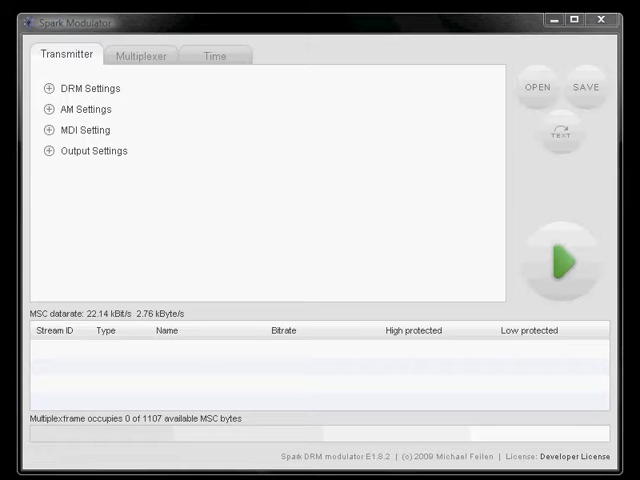 Spark Modulator
Transmitter Multiplexer Time
DRM Settings
AM Settings
MDI Setting
Output Settings
OPEN SAVE
TEXT
MSC datarate: 22.14 kBit/s 2.76 kByte/s
Stream ID Type Name Bitrate High protected Low protected
Multiplexframe occupies 0 of 1107 available MSC bytes
Spark DRM modulator E1.8.2 | (c) 2009 Michael Feilen | License: Developer License